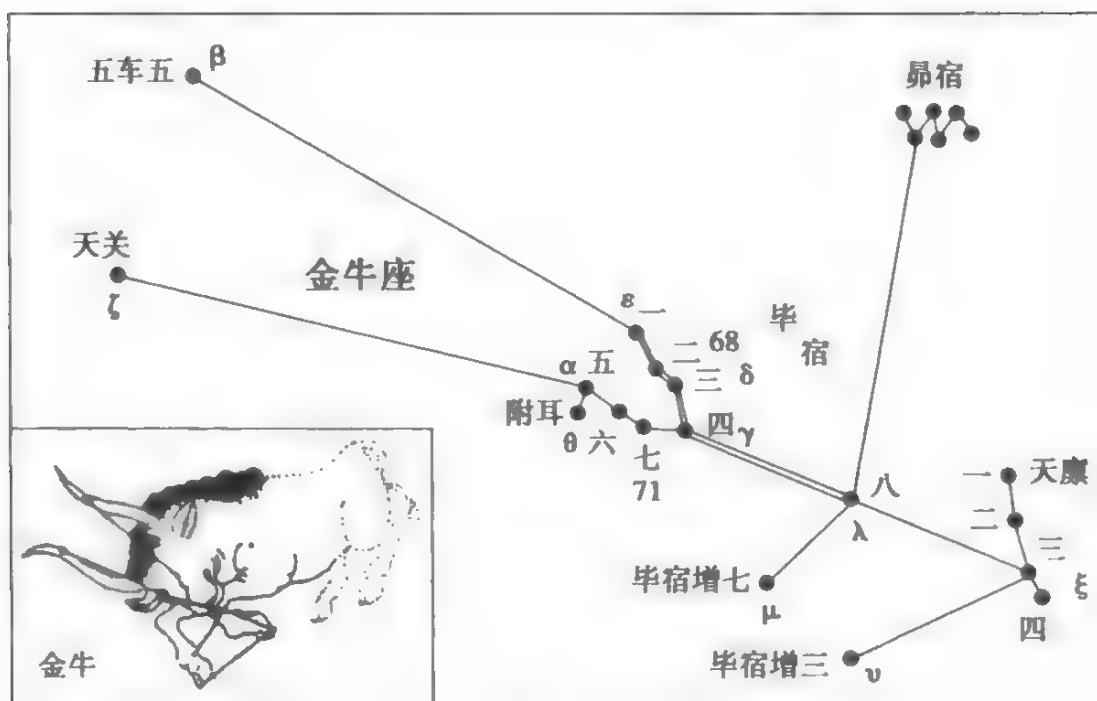 五车五 β
昴宿
天关
ζ
金牛座
ε 一
二 68
三 δ
毕宿
α 五
附耳
θ 六
七
71
四 γ
八
λ
一 天廪
二
三
ξ
四
毕宿增七
μ
毕宿增三 υ
金牛